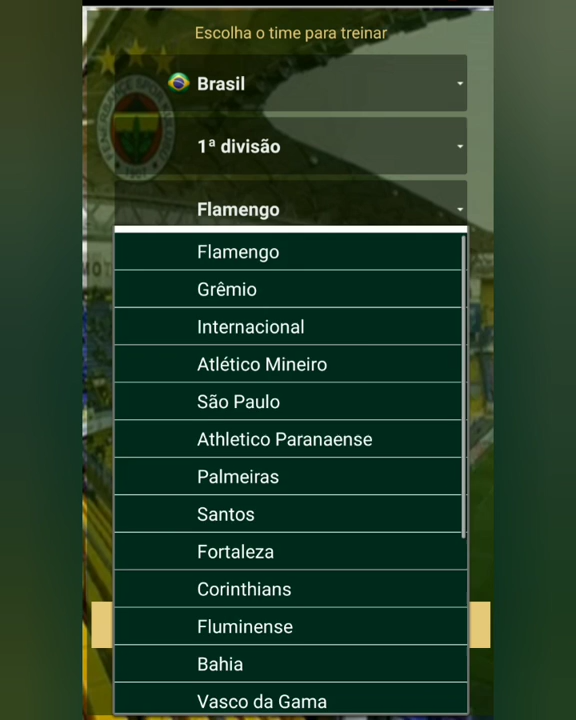 Escolha o time para treinar
Brasil
1ª divisão
Flamengo
Flamengo
Grêmio
Internacional
Atlético Mineiro
São Paulo
Athletico Paranaense
Palmeiras
Santos
Fortaleza
Corinthians
Fluminense
Bahia
Vasco da Gama